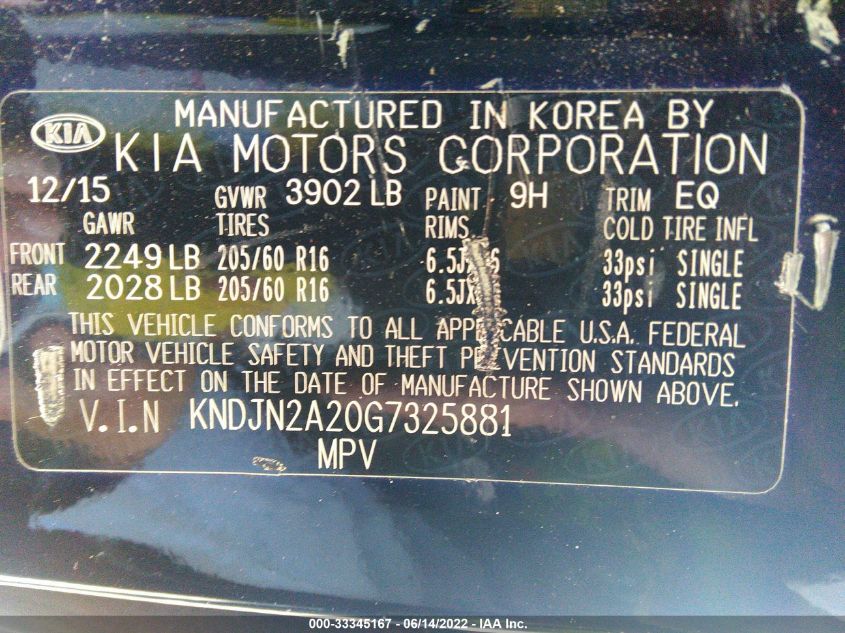 MANUFACTURED IN KOREA BY
KIA KIA MOTORS CORPORATION
12/15 GVWR 3902 LB PAINT 9H TRIM EQ
GAWR TIRES RIMS COLD TIRE INFL
FRONT 2249 LB 205/60 R16 33psi SINGLE
REAR 2028 LB 205/60 R16 33psi SINGLE
THIS VEHICLE CONFORMS TO ALL U.S.A. FEDERAL
MOTOR VEHICLE SAFETY AND THEFT STANDARDS
IN EFFECT ON THE DATE OF MANUFACTURE SHOWN ABOVE.
V.I.N KNDJN2A20G7325881
MPV
000-33345167 - 06/14/2022 - IAA Inc.